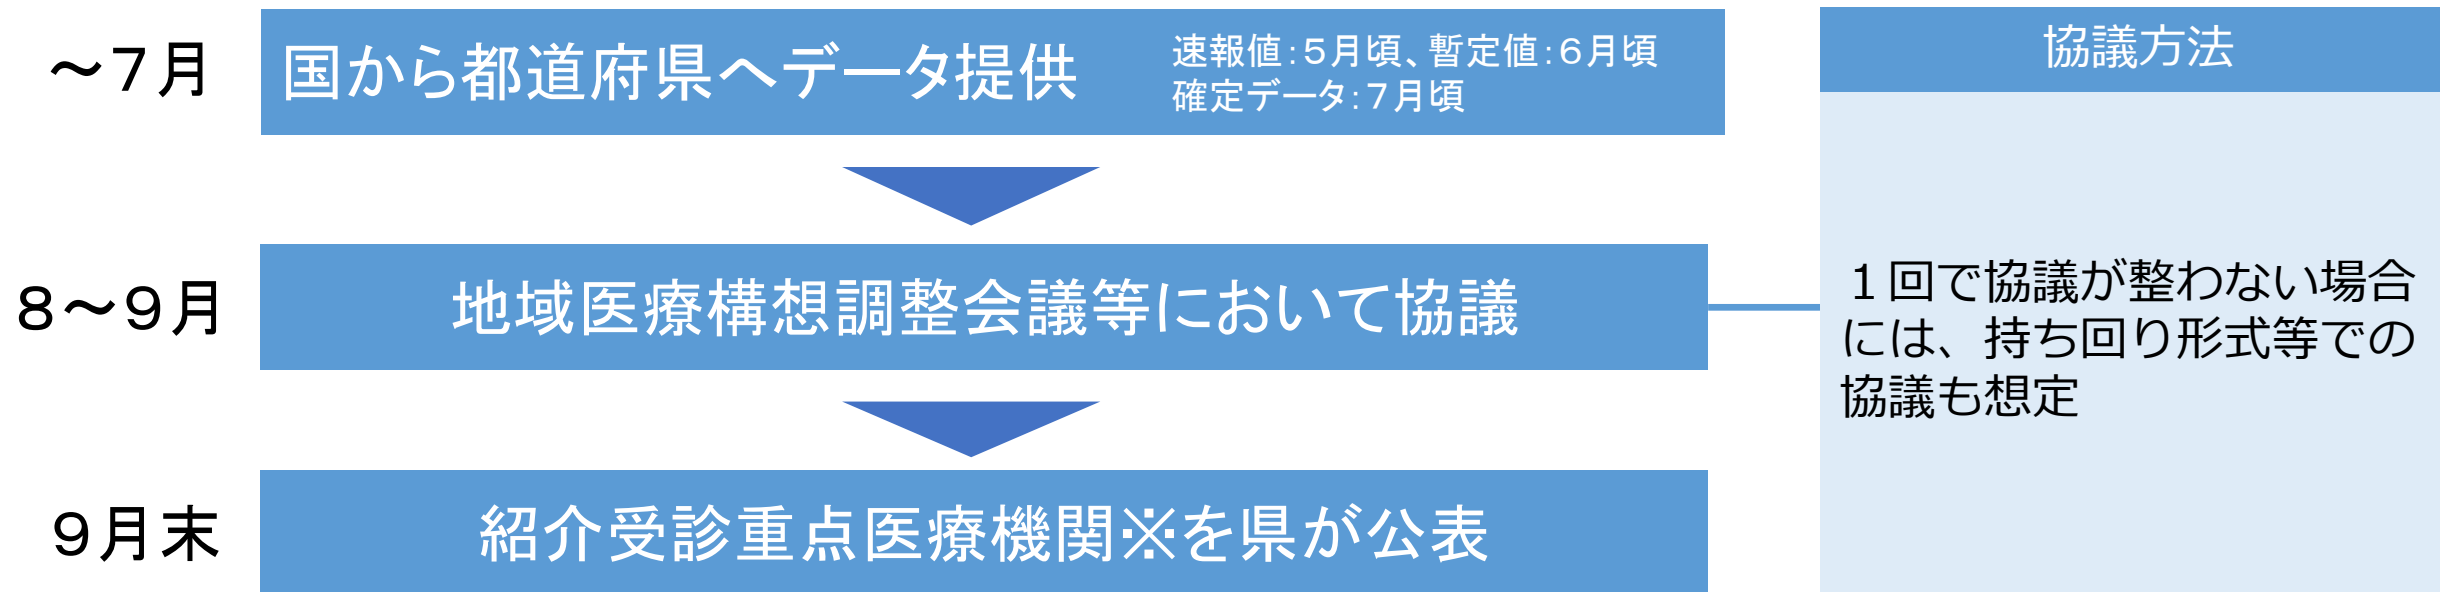 ～７月
国から都道府県へデータ提供
速報値：５月頃、暫定値：６月頃
確定データ：７月頃
８～９月
地域医療構想調整会議等において協議
９月末
紹介受診重点医療機関※を県が公表
協議方法
１回で協議が整わない場合
には、持ち回り形式等での
協議も想定